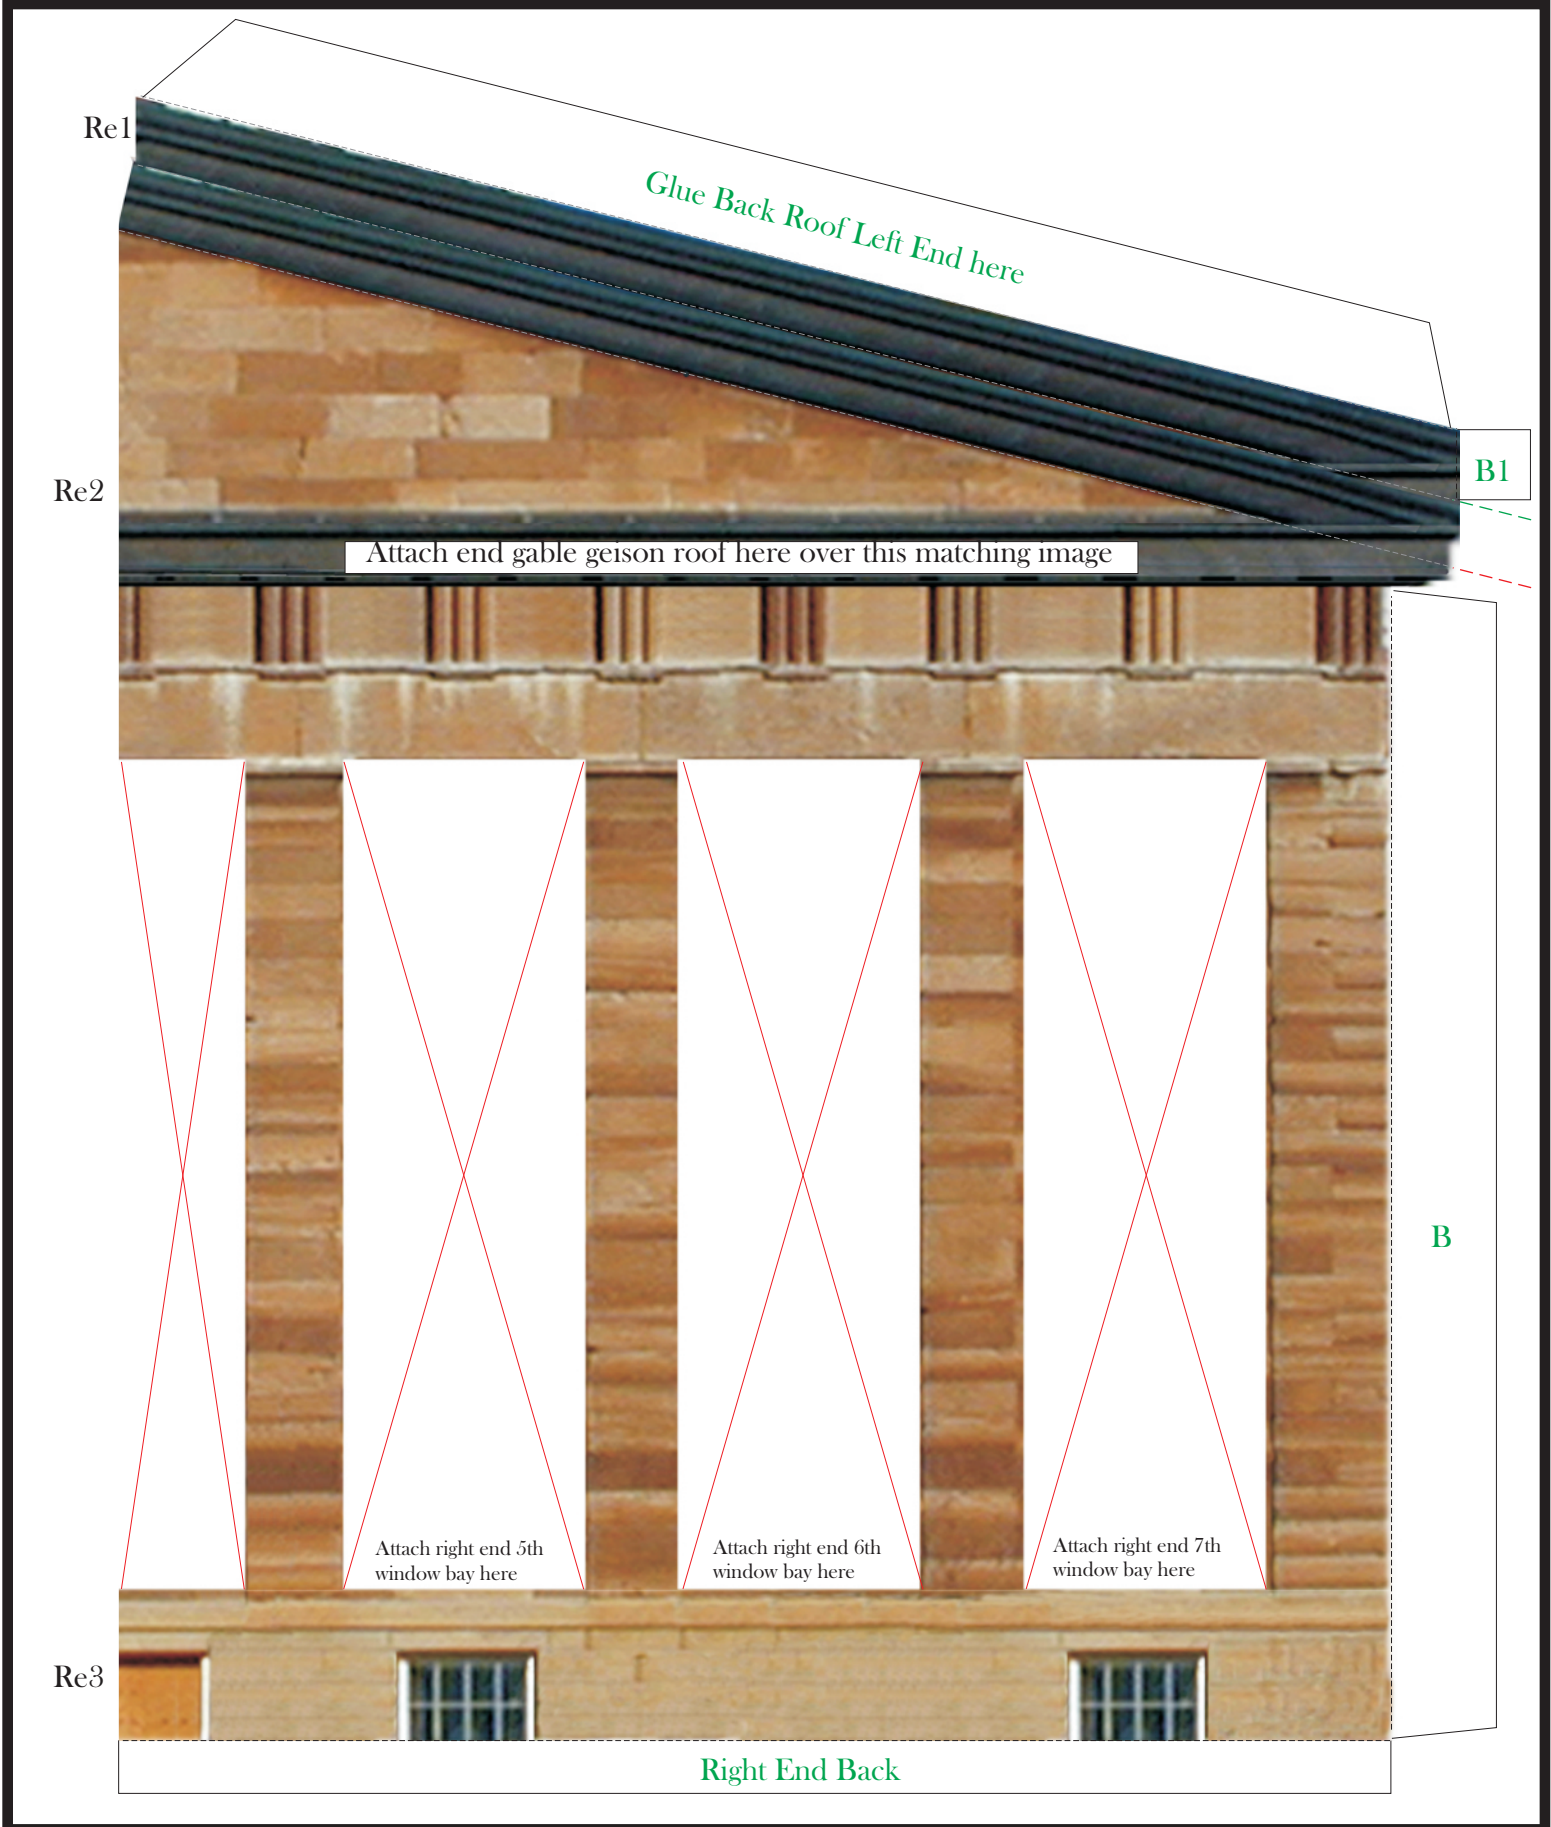 Re1
Glue Back Roof Left End here
B1
Re2
Attach end gable geison roof here over this matching image
B
Attach right end 5th
window bay here
Attach right end 6th
window bay here
Attach right end 7th
window bay here
Re3
Right End Back